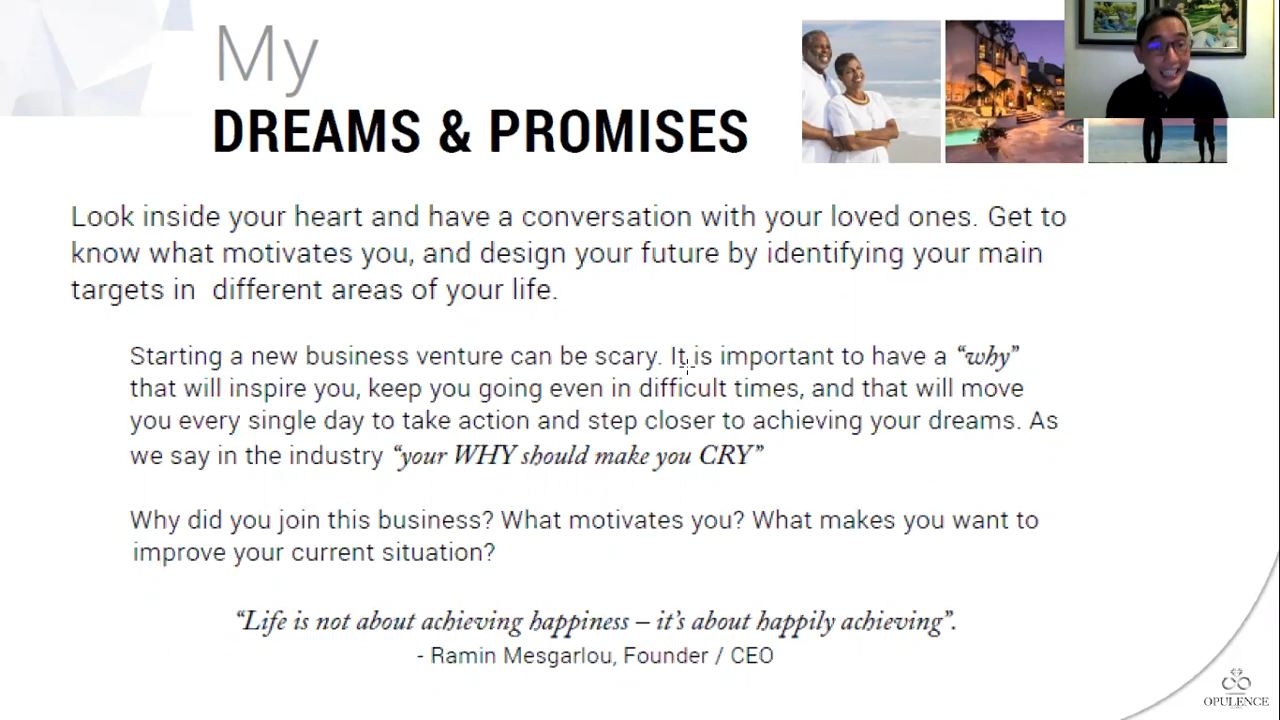 My
DREAMS & PROMISES
Look inside your heart and have a conversation with your loved ones. Get to
know what motivates you, and design your future by identifying your main
targets in different areas of your life.
Starting a new business venture can be scary. It is important to have a “why”
that will inspire you, keep you going even in difficult times, and that will move
you every single day to take action and step closer to achieving your dreams. As
we say in the industry “your WHY should make you CRY”
Why did you join this business? What motivates you? What makes you want to
improve your current situation?
“Life is not about achieving happiness – it’s about happily achieving”.
- Ramin Mesgarlou, Founder / CEO
OPULENCE